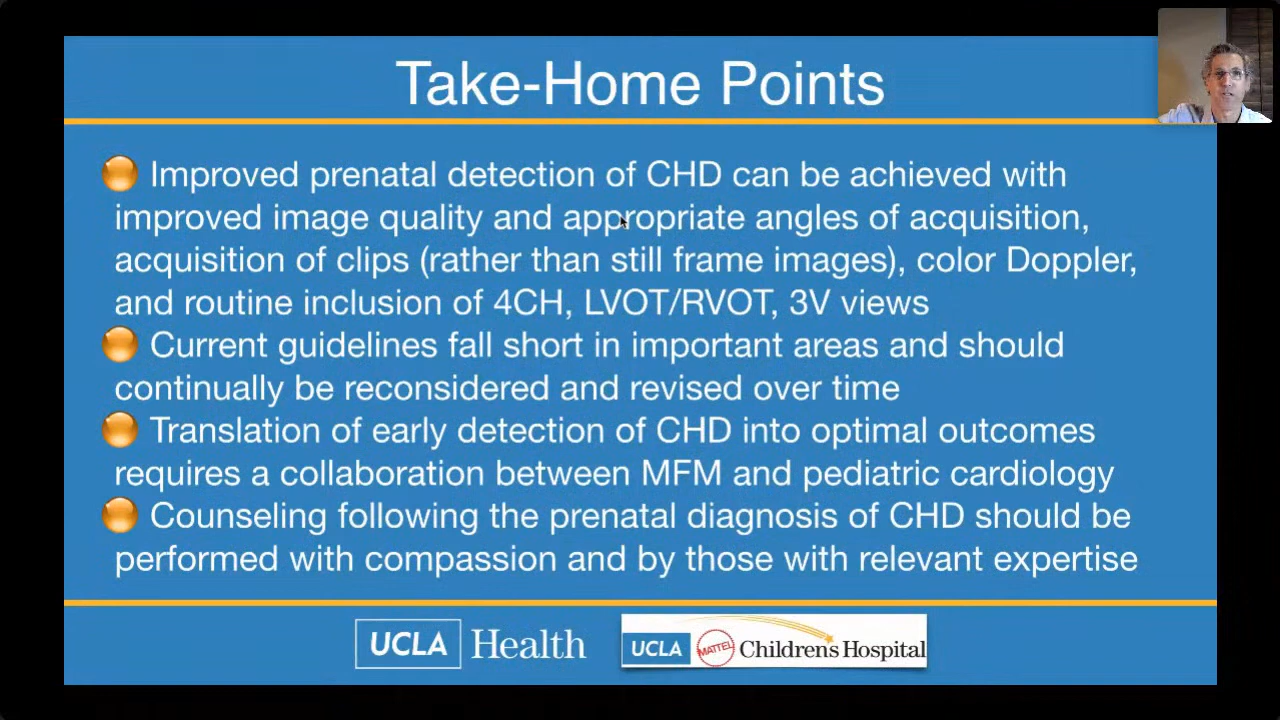 Take-Home Points
Improved prenatal detection of CHD can be achieved with
improved image quality and appropriate angles of acquisition,
acquisition of clips (rather than still frame images), color Doppler,
and routine inclusion of 4CH, LVOT/RVOT, 3V views
Current guidelines fall short in important areas and should
continually be reconsidered and revised over time
Translation of early detection of CHD into optimal outcomes
requires a collaboration between MFM and pediatric cardiology
Counseling following the prenatal diagnosis of CHD should be
performed with compassion and by those with relevant expertise
UCLA Health
UCLA MATTEL Childrens Hospital